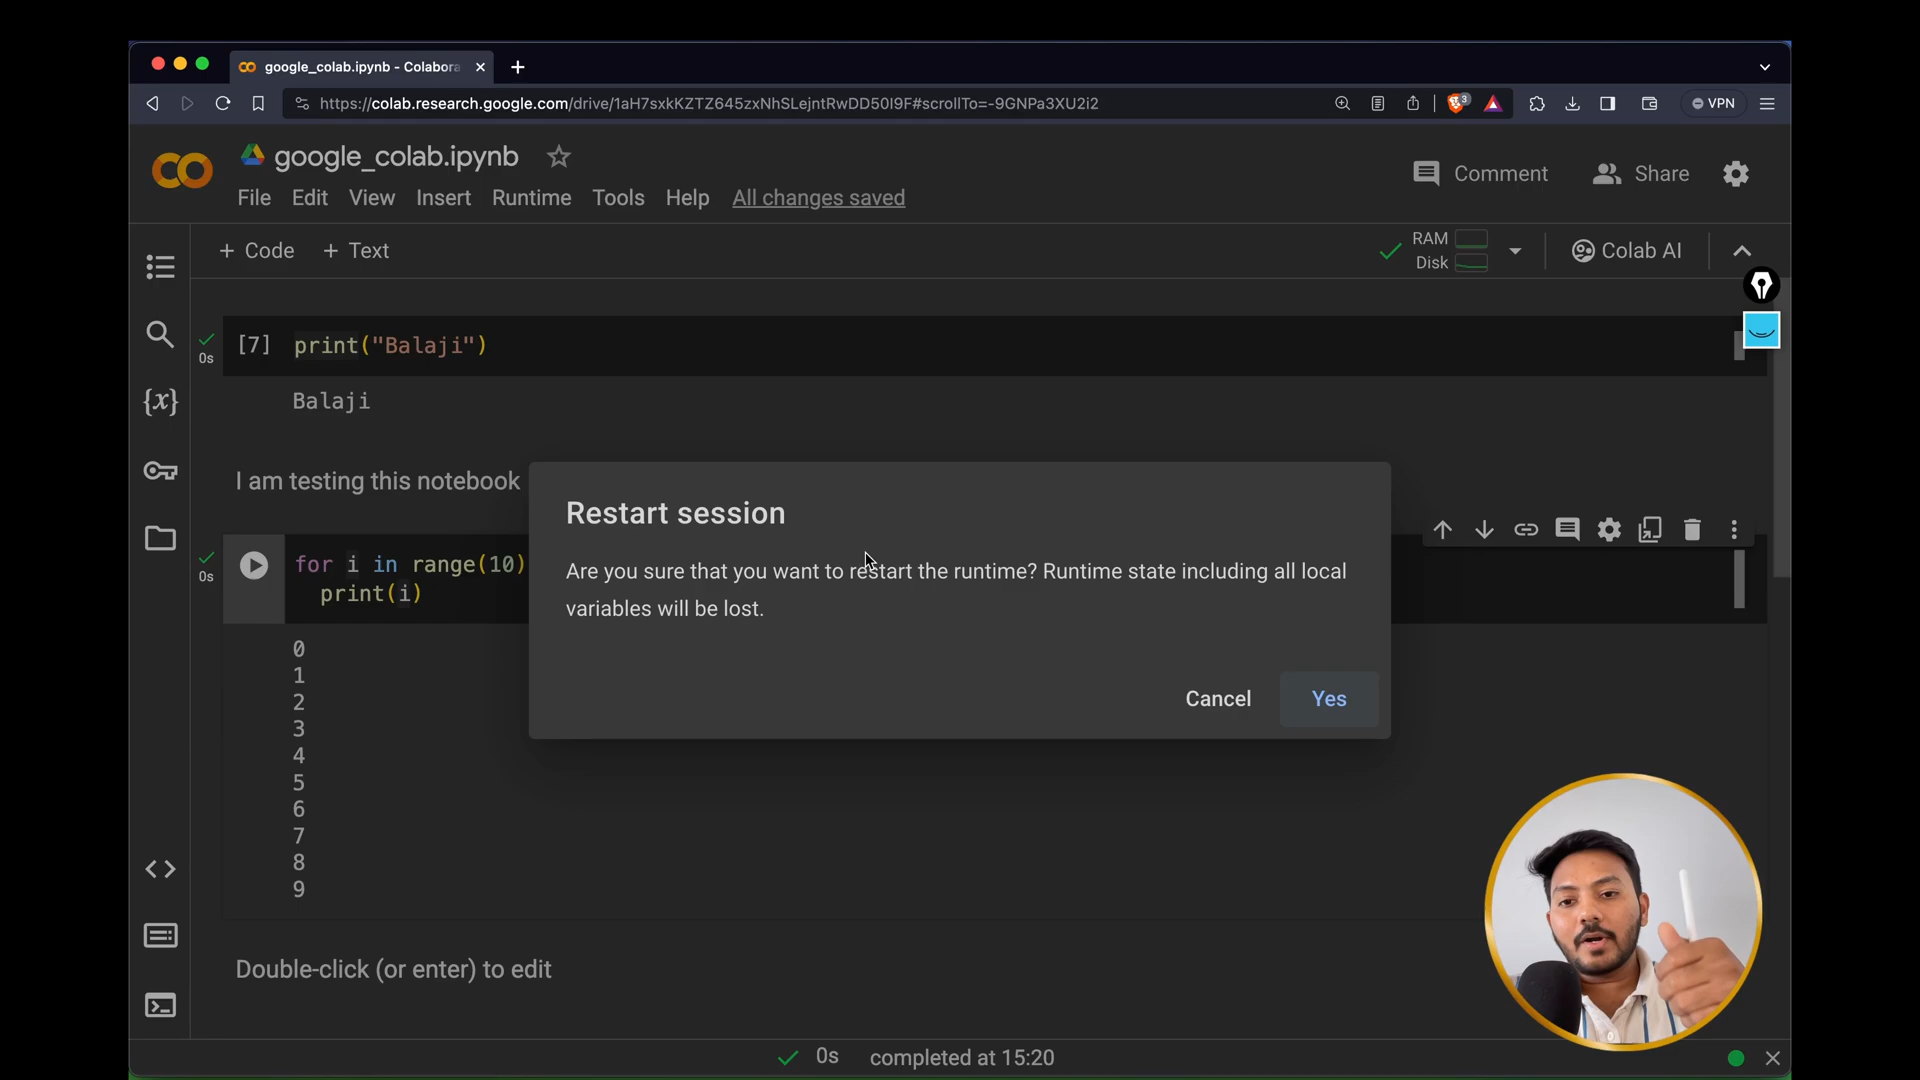 google_colab.ipynb - Colabora
https://colab.research.google.com/drive/1aH7sxkKZTZ645zxNhSLejntRwDD50I9F#scrollTo=-9GNPa3XU2i2
3
VPN
google_colab.ipynb
Comment
Share
File Edit View Insert Runtime Tools Help All changes saved
+ Code + Text
RAM
Disk
Colab AI
[7] print("Balaji")
0s
Balaji
I am testing this notebook
Restart session
Are you sure that you want to restart the runtime? Runtime state including all local
variables will be lost.
Cancel Yes
for i in range(10)
0s
print(i)
0
1
2
3
4
5
6
7
8
9
Double-click (or enter) to edit
0s completed at 15:20